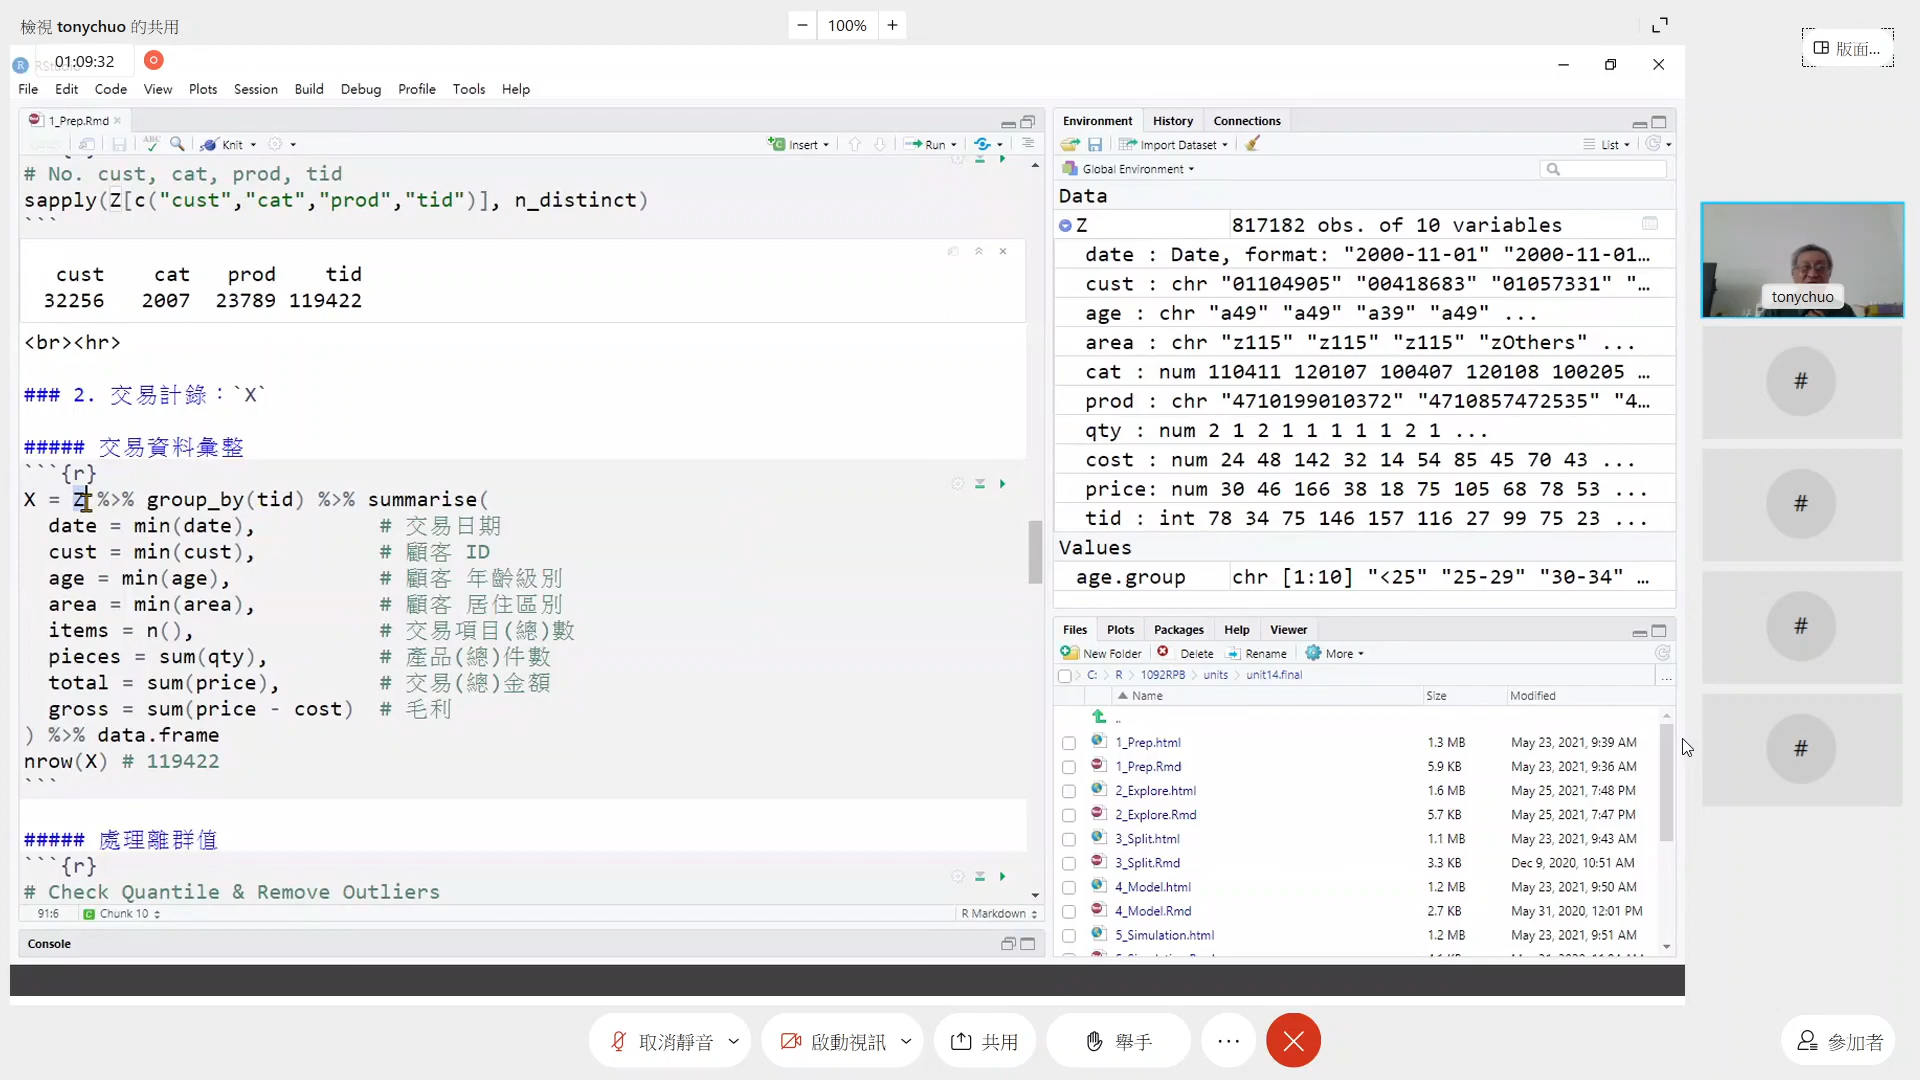 檢視 tonychuo 的共用
− 100% +
版面...
01:09:32
File Edit Code View Plots Session Build Debug Profile Tools Help
1_Prep.Rmd
ABC Knit Insert Run
# No. cust, cat, prod, tid
sapply(Z[c("cust","cat","prod","tid")], n_distinct)
```
cust cat prod tid
32256 2007 23789 119422
<br><hr>
### 2. 交易計錄：`X`
##### 交易資料彙整
```{r}
X = Z %>% group_by(tid) %>% summarise(
date = min(date), # 交易日期
cust = min(cust), # 顧客 ID
age = min(age), # 顧客 年齡級別
area = min(area), # 顧客 居住區別
items = n(), # 交易項目(總)數
pieces = sum(qty), # 產品(總)件數
total = sum(price), # 交易(總)金額
gross = sum(price - cost) # 毛利
) %>% data.frame
nrow(X) # 119422
```
##### 處理離群值
```{r}
# Check Quantile & Remove Outliers
91:6 Chunk 10 R Markdown
Console
Environment History Connections
Import Dataset List
Global Environment
Data
Z 817182 obs. of 10 variables
date : Date, format: "2000-11-01" "2000-11-01...
cust : chr "01104905" "00418683" "01057331" "...
age : chr "a49" "a49" "a39" "a49" ...
area : chr "z115" "z115" "z115" "zOthers" ...
cat : num 110411 120107 100407 120108 100205 ...
prod : chr "4710199010372" "4710857472535" "4...
qty : num 2 1 2 1 1 1 1 1 2 1 ...
cost : num 24 48 142 32 14 54 85 45 70 43 ...
price: num 30 46 166 38 18 75 105 68 78 53 ...
tid : int 78 34 75 146 157 116 27 99 75 23 ...
Values
age.group chr [1:10] "<25" "25-29" "30-34" …
Files Plots Packages Help Viewer
New Folder Delete Rename More
C: R 1092RPB units unit14.final ...
Name Size Modified
..
1_Prep.html 1.3 MB May 23, 2021, 9:39 AM
1_Prep.Rmd 5.9 KB May 23, 2021, 9:36 AM
2_Explore.html 1.6 MB May 25, 2021, 7:48 PM
2_Explore.Rmd 5.7 KB May 25, 2021, 7:47 PM
3_Split.html 1.1 MB May 23, 2021, 9:43 AM
3_Split.Rmd 3.3 KB Dec 9, 2020, 10:51 AM
4_Model.html 1.2 MB May 23, 2021, 9:50 AM
4_Model.Rmd 2.7 KB May 31, 2020, 12:01 PM
5_Simulation.html 1.2 MB May 23, 2021, 9:51 AM
tonychuo
#
#
#
#
取消靜音 啟動視訊 共用 舉手 ... 參加者